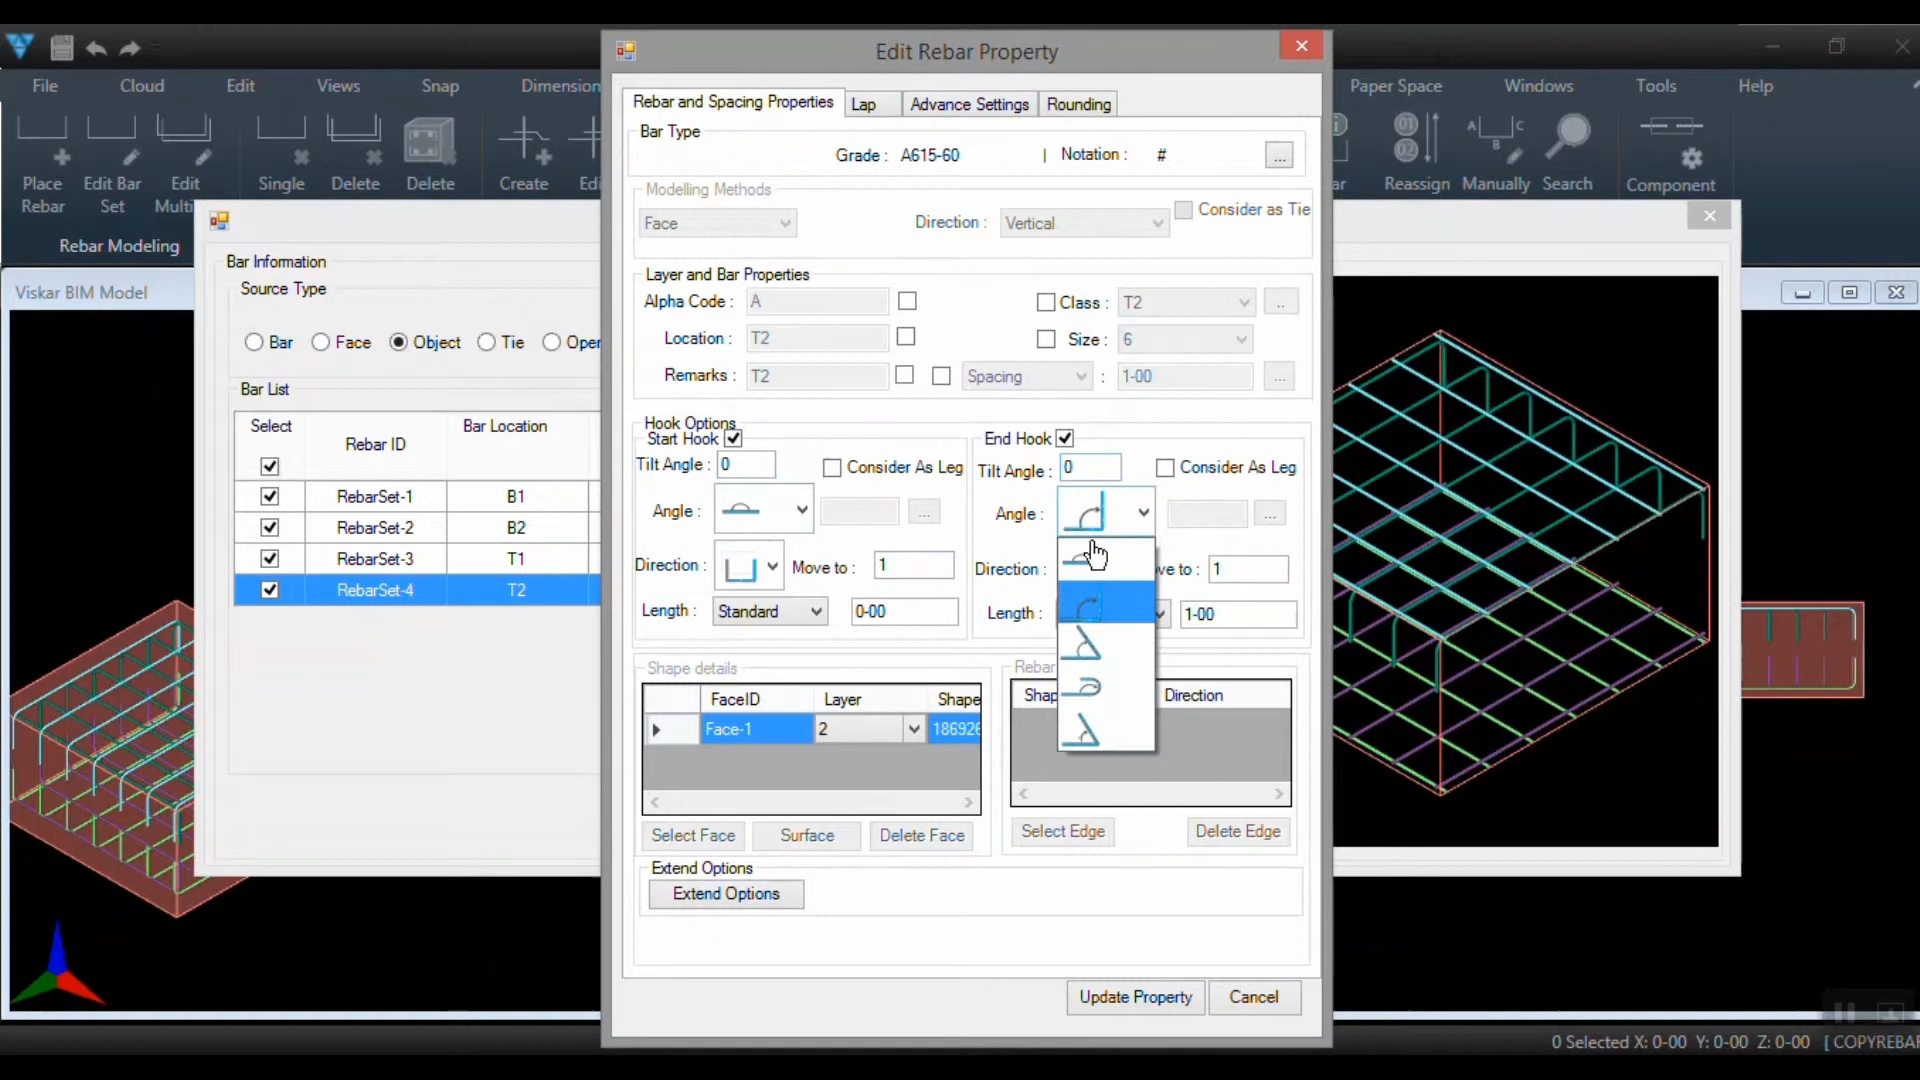 Edit Rebar Property
File Cloud Edit Views Snap Dimension Paper Space Windows Tools Help
Place Rebar
Edit Bar Set
Edit
Single
Delete
Delete
Create
Reassign
Manually
Search
Component
Rebar Modeling
Viskar BIM Model
Bar Information
Source Type
Bar Face Object Tie
Bar List
Select Rebar ID Bar Location
RebarSet-1 B1
RebarSet-2 B2
RebarSet-3 T1
RebarSet-4 T2
Rebar and Spacing Properties Lap Advance Settings Rounding
Bar Type
Grade : A615-60 | Notation : # ...
Modelling Methods
Face Direction : Vertical Consider as Tie
Layer and Bar Properties
Alpha Code : A Class : T2 ..
Location : T2 Size : 6
Remarks : T2 Spacing : 1-00 ...
Hook Options
Start Hook
Tilt Angle : 0 Consider As Leg
Angle : ...
Direction : Move to : 1
Length : Standard 0-00
End Hook
Tilt Angle : 0 Consider As Leg
Angle : ...
Direction : ve to : 1
Length : 1-00
Shape details
FaceID Layer Shape
Face-1 2 186926
Select Face Surface Delete Face
Rebar
Shap Direction
Select Edge Delete Edge
Extend Options
Extend Options
Update Property Cancel
0 Selected X: 0-00 Y: 0-00 Z: 0-00 [ COPYREBAR